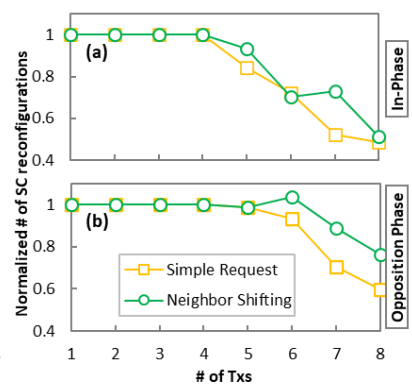 Normalized # of SC reconfigurations
1
0.8
0.6
0.4
(a)
In-Phase
1
0.8
0.6
0.4
(b)
Simple Request
Neighbor Shifting
Opposition Phase
1 2 3 4 5 6 7 8
# of Txs